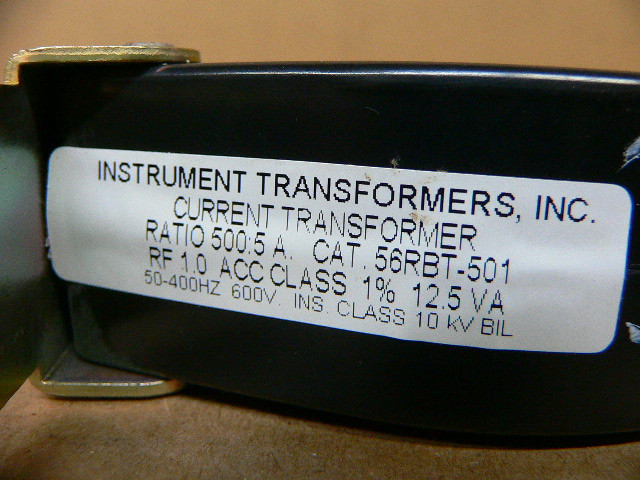 INSTRUMENT TRANSFORMERS, INC.
CURRENT TRANSFORMER
RATIO 500:5 A. CAT. 56RBT-501
RF 1.0 ACC CLASS 1% 12.5 VA
50-400HZ 600V. INS. CLASS 10 kV BIL